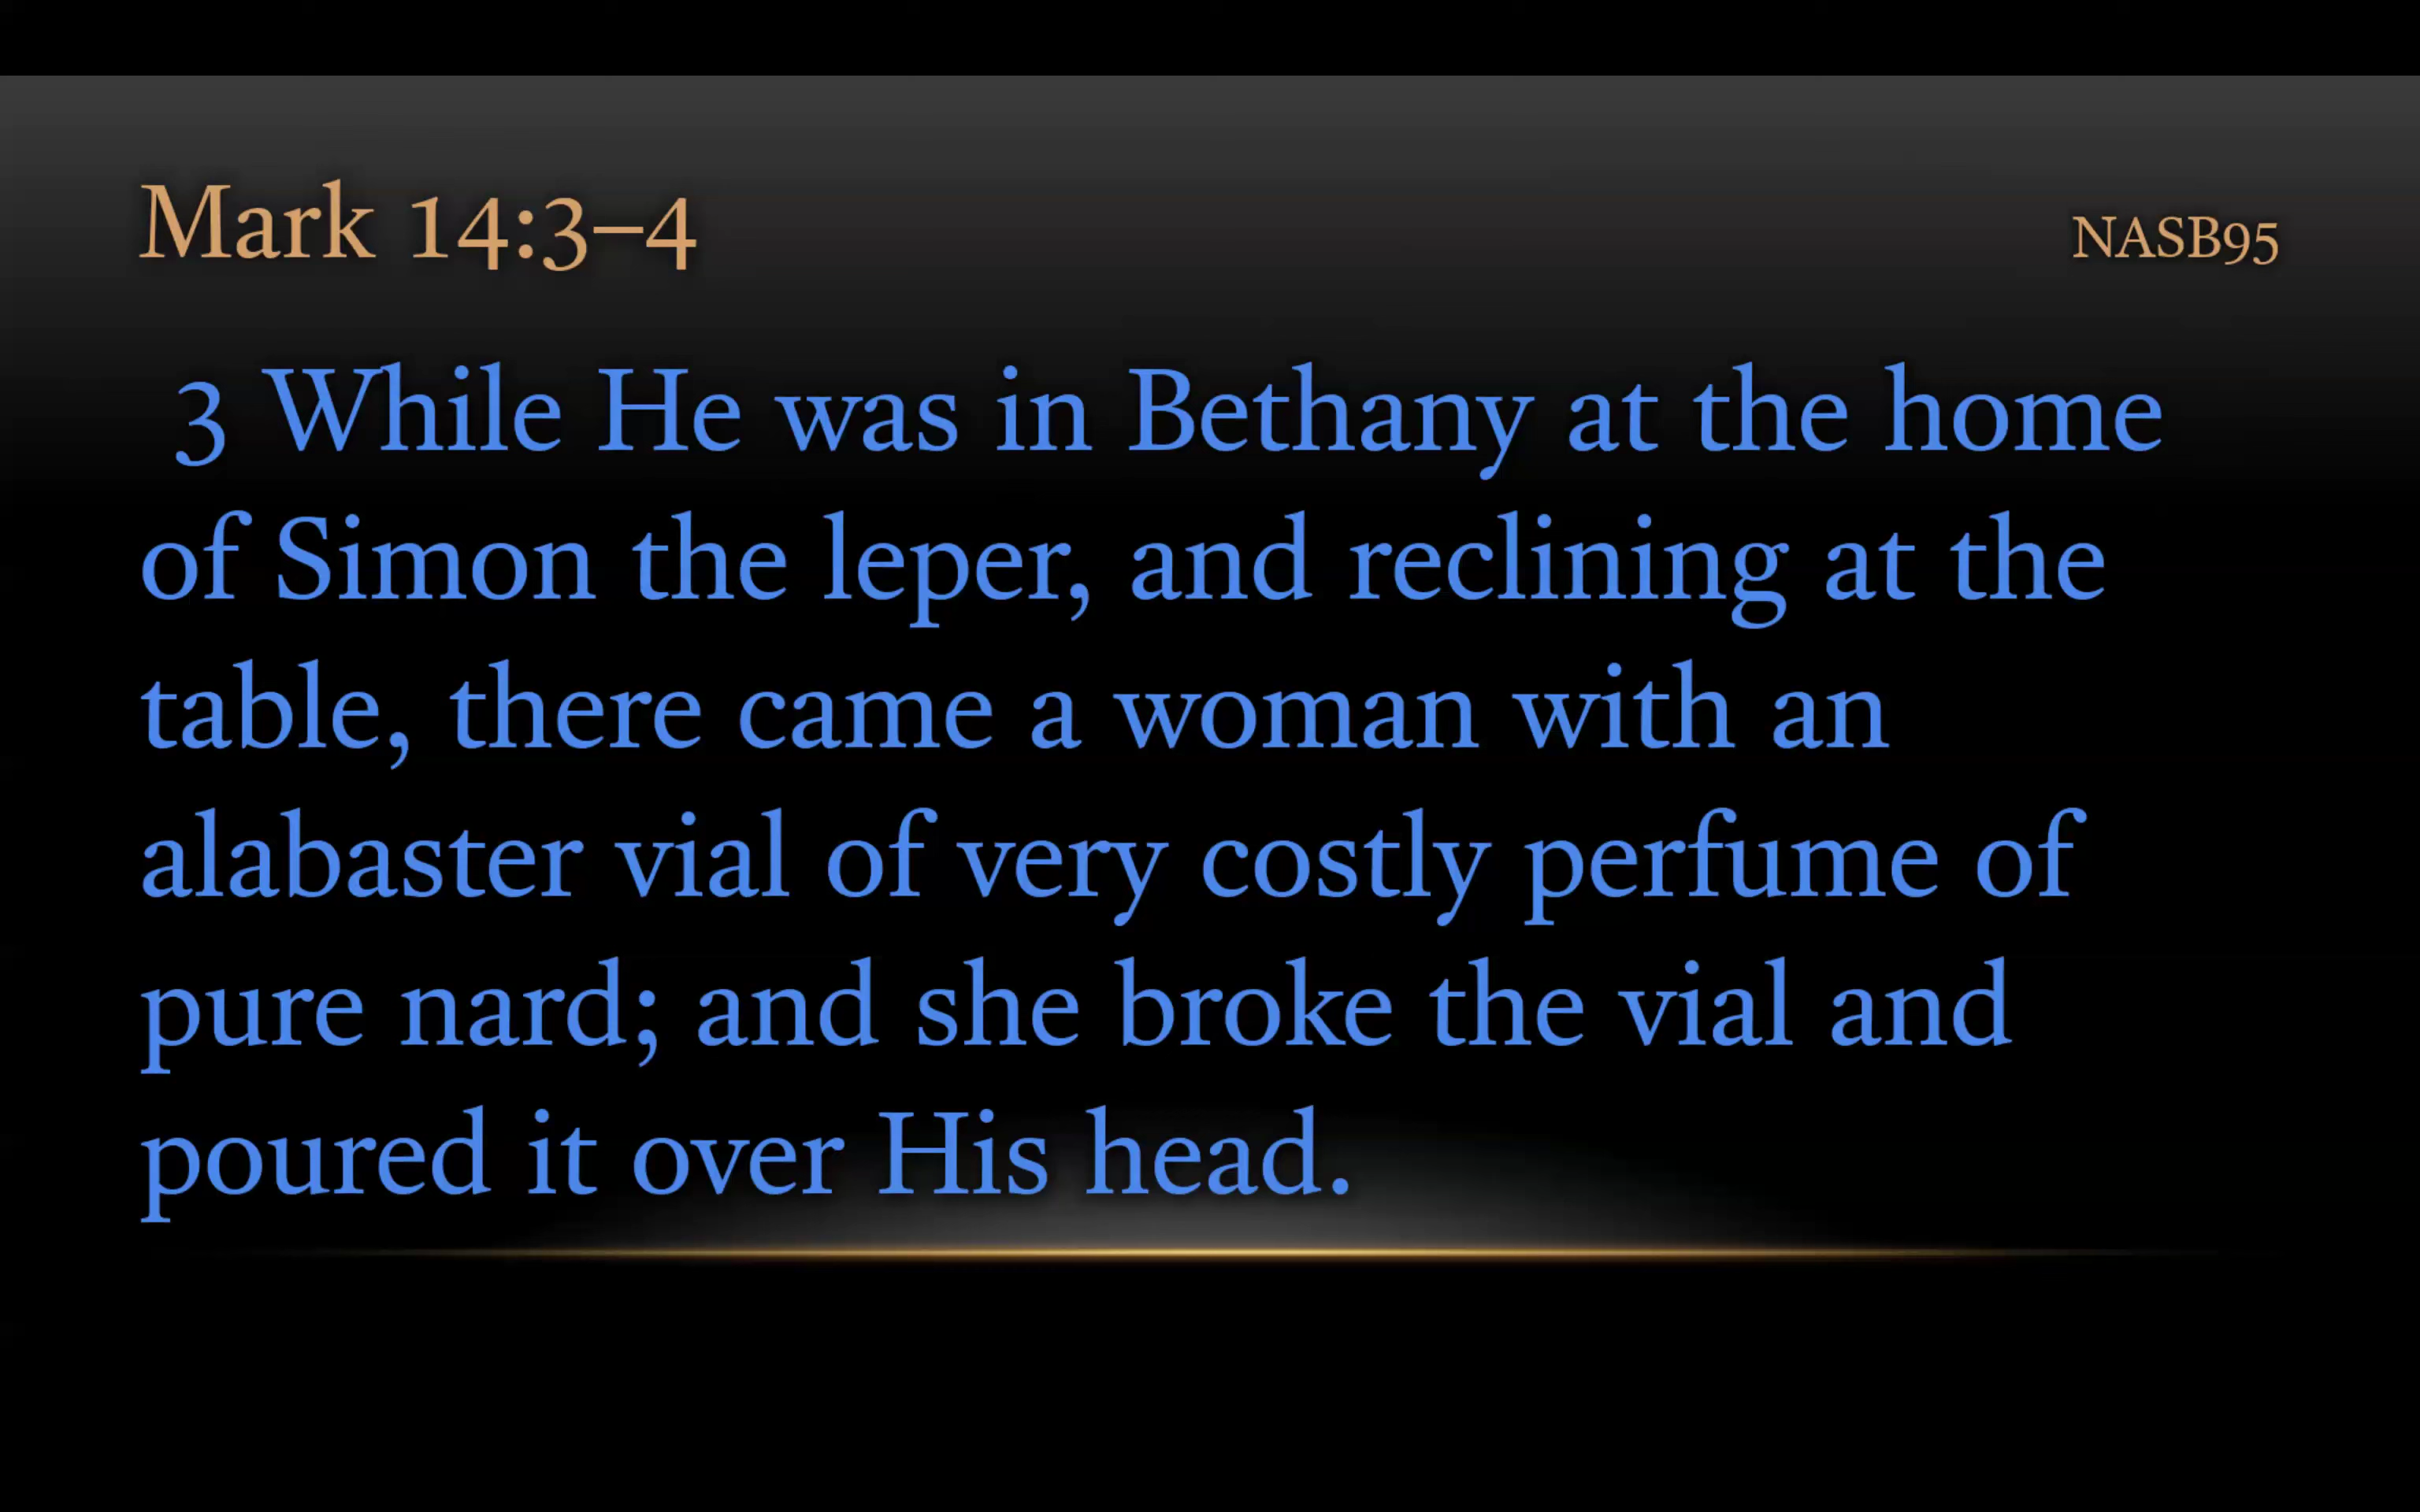 Mark 14:3–4
NASB95
3 While He was in Bethany at the home
of Simon the leper, and reclining at the
table, there came a woman with an
alabaster vial of very costly perfume of
pure nard; and she broke the vial and
poured it over His head.